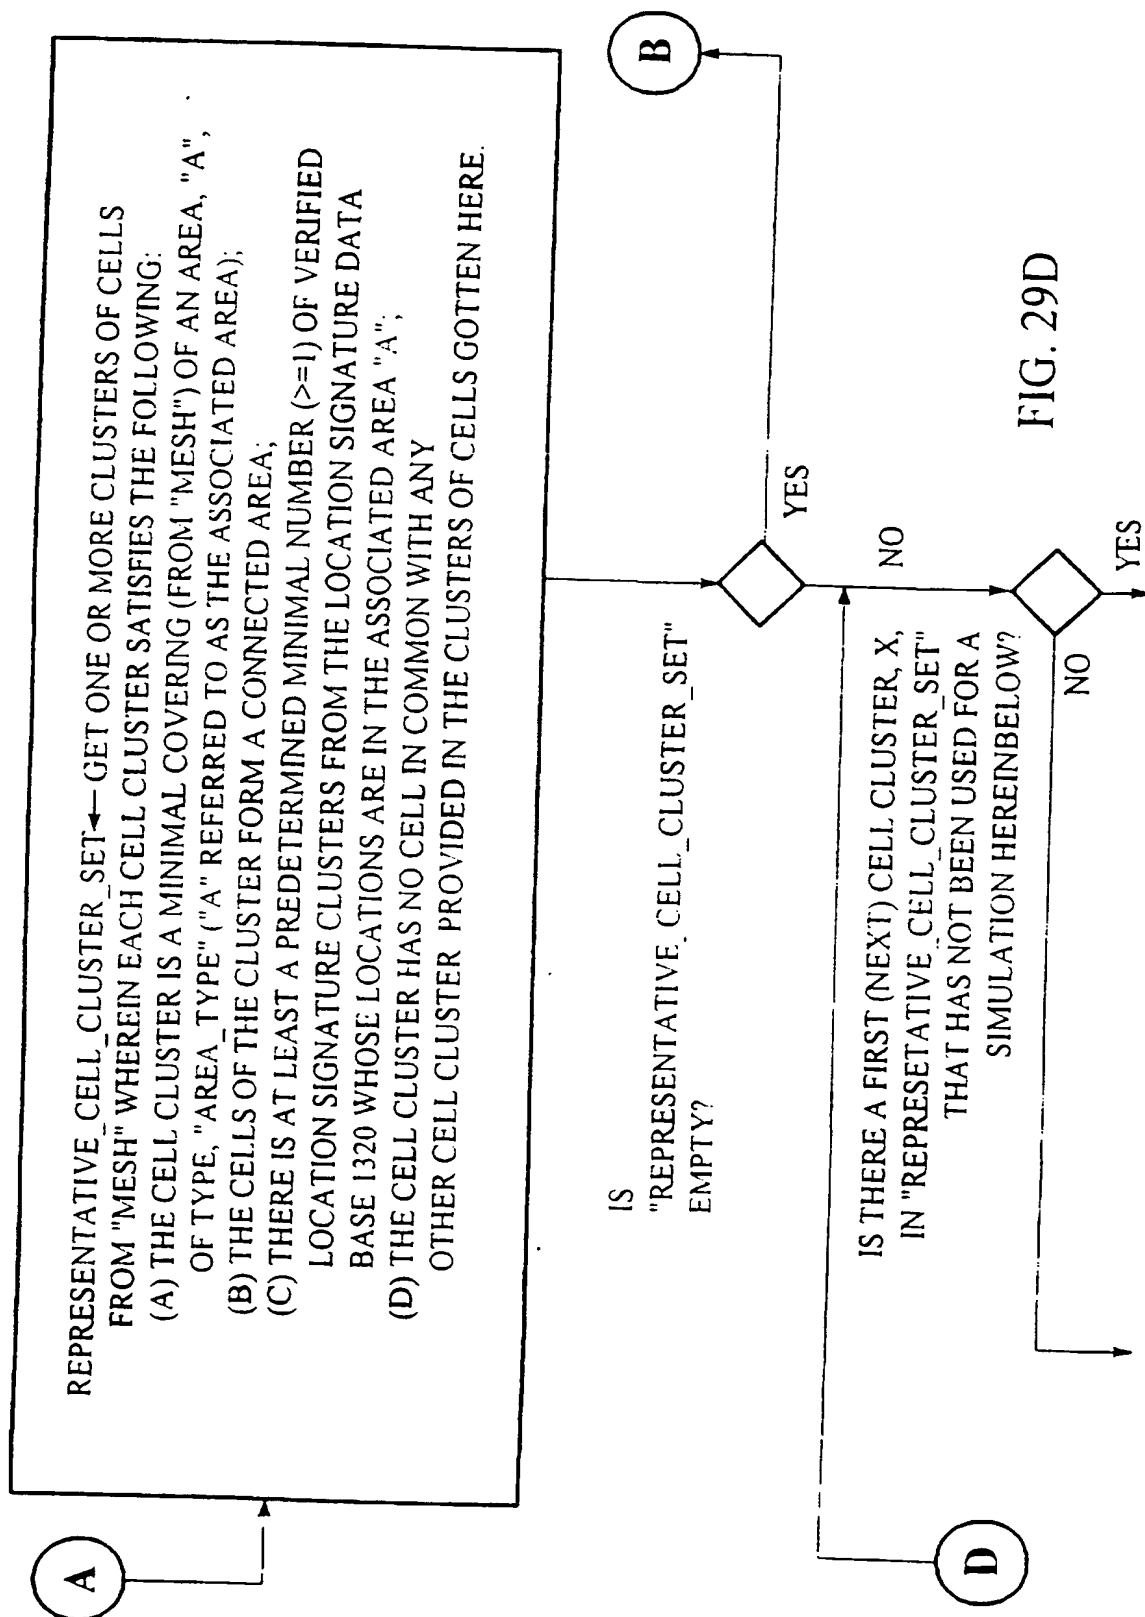 A
REPRESENTATIVE_CELL_CLUSTER_SET ← GET ONE OR MORE CLUSTERS OF CELLS
FROM "MESH" WHEREIN EACH CELL CLUSTER SATISFIES THE FOLLOWING:
(A) THE CELL CLUSTER IS A MINIMAL COVERING (FROM "MESH") OF AN AREA, "A",
OF TYPE, "AREA_TYPE" ("A" REFERRED TO AS THE ASSOCIATED AREA);
(B) THE CELLS OF THE CLUSTER FORM A CONNECTED AREA;
(C) THERE IS AT LEAST A PREDETERMINED MINIMAL NUMBER (>=1) OF VERIFIED
LOCATION SIGNATURE CLUSTERS FROM THE LOCATION SIGNATURE DATA
BASE 1320 WHOSE LOCATIONS ARE IN THE ASSOCIATED AREA "A";
(D) THE CELL CLUSTER HAS NO CELL IN COMMON WITH ANY
OTHER CELL CLUSTER PROVIDED IN THE CLUSTERS OF CELLS GOTTEN HERE.
IS
"REPRESENTATIVE_CELL_CLUSTER_SET"
EMPTY?
YES
B
NO
D
IS THERE A FIRST (NEXT) CELL CLUSTER, X,
IN "REPRESETATIVE_CELL_CLUSTER_SET"
THAT HAS NOT BEEN USED FOR A
SIMULATION HEREINBELOW?
NO
YES
FIG. 29D